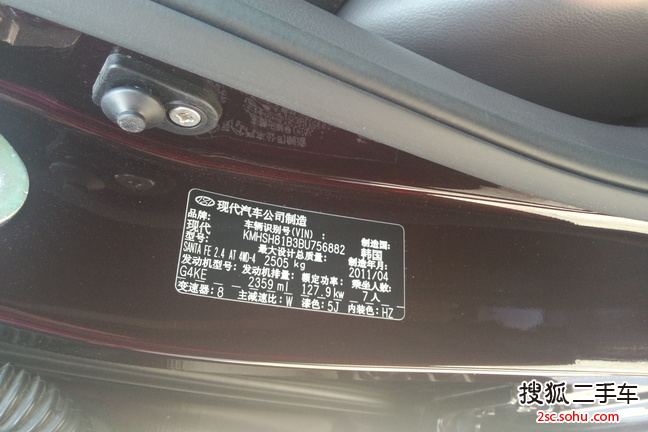 现代汽车公司制造
品牌: 车辆识别号(VIN): 制造国:
现代 KMHSH81B3BU756882 韩国
型号: 最大设计总质量: 制造年月:
SANTA FE 2.4 AT 4WD-4 2505 kg 2011/04
发动机型号: 发动机排量: 额定功率: 乘坐人数:
G4KE 2359 ml 127.9 kw 7 人
变速器: 8 主减速比: W 漆色: 5J 内装色: HZ
搜狐二手车
2sc.sohu.com